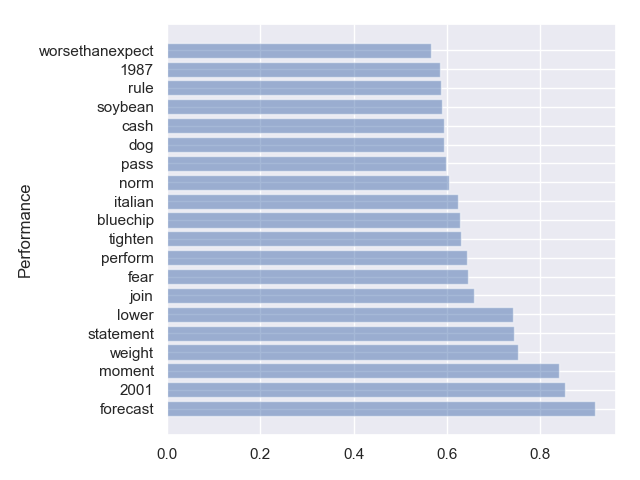 Performance
worsethanexpect
1987
rule
soybean
cash
dog
pass
norm
italian
bluechip
tighten
perform
fear
join
lower
statement
weight
moment
2001
forecast
0.0 0.2 0.4 0.6 0.8